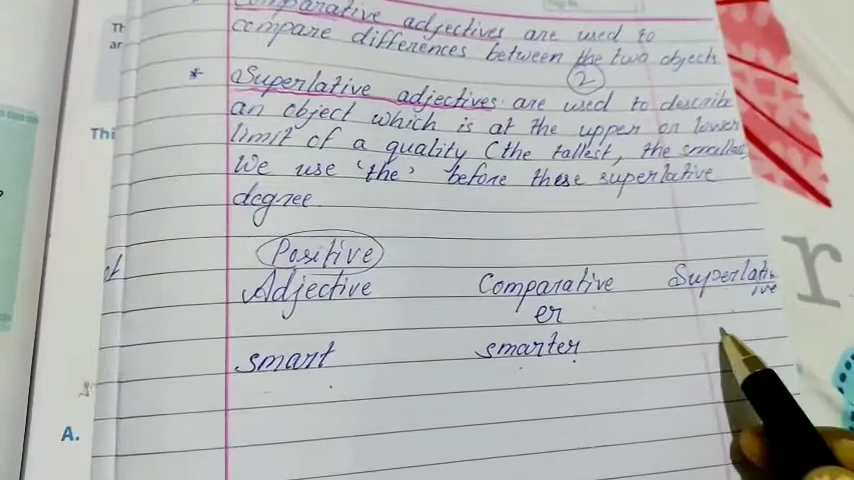 Comparative adjectives are used to
compare differences between the two objects
2
* Superlative adjectives are used to describe
an object which is at the upper or lower
limit of a quality (the tallest, the smallest,
We use 'the' before these superlative
degree
Positive
Adjective Comparative Superlative
er
smart smarter
Thi
A.
r